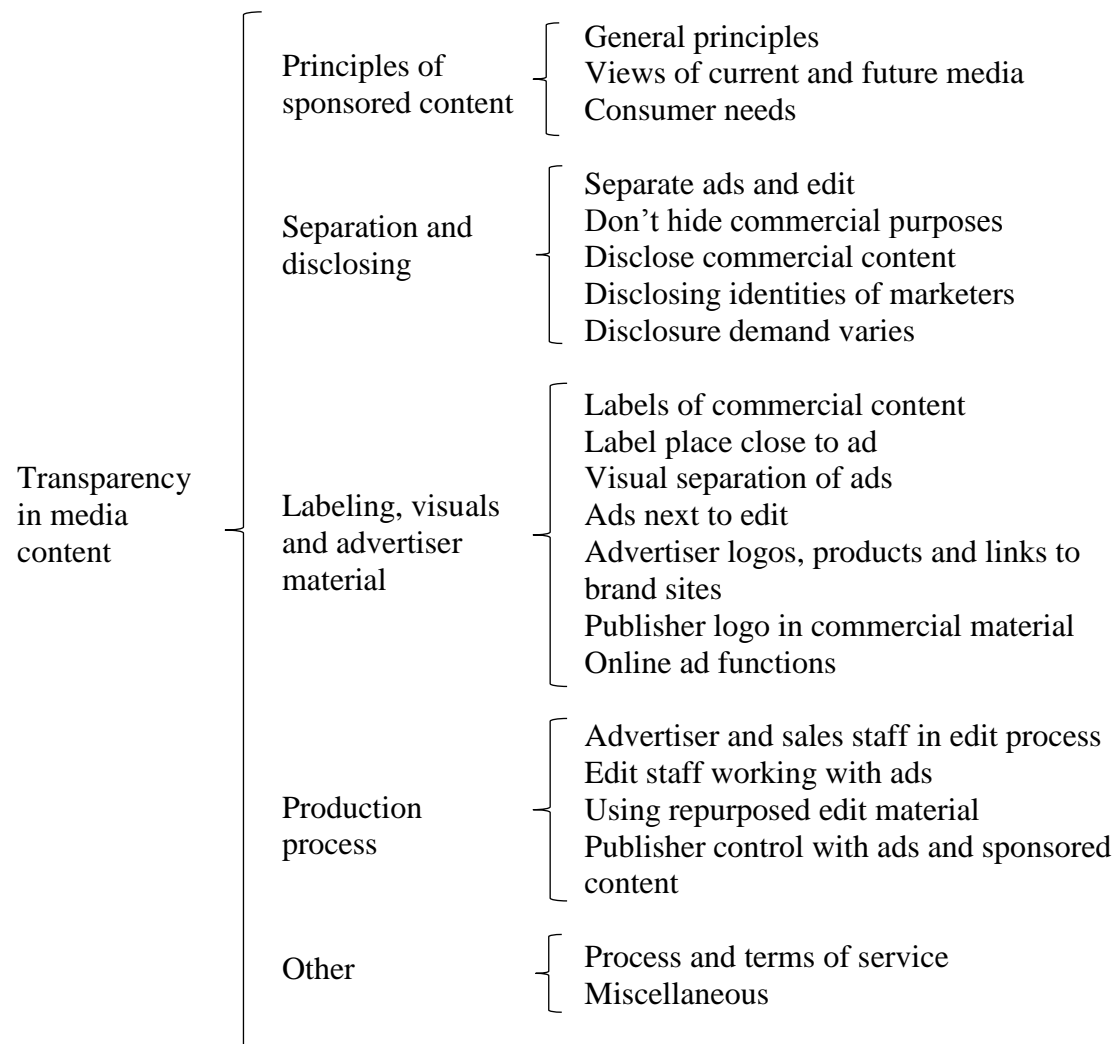 Transparency
in media
content
Principles of
sponsored content
General principles
Views of current and future media
Consumer needs
Separation and
disclosing
Separate ads and edit
Don’t hide commercial purposes
Disclose commercial content
Disclosing identities of marketers
Disclosure demand varies
Labeling, visuals
and advertiser
material
Labels of commercial content
Label place close to ad
Visual separation of ads
Ads next to edit
Advertiser logos, products and links to
brand sites
Publisher logo in commercial material
Online ad functions
Production
process
Advertiser and sales staff in edit process
Edit staff working with ads
Using repurposed edit material
Publisher control with ads and sponsored
content
Other
Process and terms of service
Miscellaneous